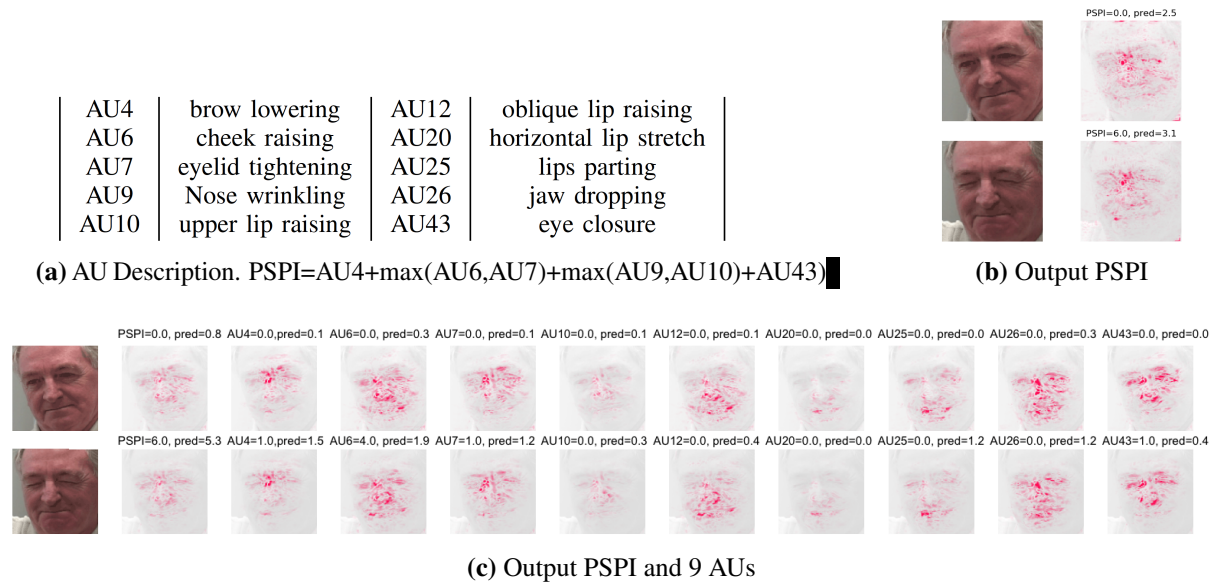 AU4 brow lowering AU12 oblique lip raising
AU6 cheek raising AU20 horizontal lip stretch
AU7 eyelid tightening AU25 lips parting
AU9 Nose wrinkling AU26 jaw dropping
AU10 upper lip raising AU43 eye closure
(a) AU Description. PSPI=AU4+max(AU6,AU7)+max(AU9,AU10)+AU43)
PSPI=0.0, pred=2.5
PSPI=6.0, pred=3.1
(b) Output PSPI
PSPI=0.0, pred=0.8 AU4=0.0,pred=0.1 AU6=0.0, pred=0.3 AU7=0.0, pred=0.1 AU10=0.0, pred=0.1 AU12=0.0, pred=0.1 AU20=0.0, pred=0.0 AU25=0.0, pred=0.0 AU26=0.0, pred=0.3 AU43=0.0, pred=0.0
PSPI=6.0, pred=5.3 AU4=1.0,pred=1.5 AU6=4.0, pred=1.9 AU7=1.0, pred=1.2 AU10=0.0, pred=0.3 AU12=0.0, pred=0.4 AU20=0.0, pred=0.0 AU25=0.0, pred=1.2 AU26=0.0, pred=1.2 AU43=1.0, pred=0.4
(c) Output PSPI and 9 AUs